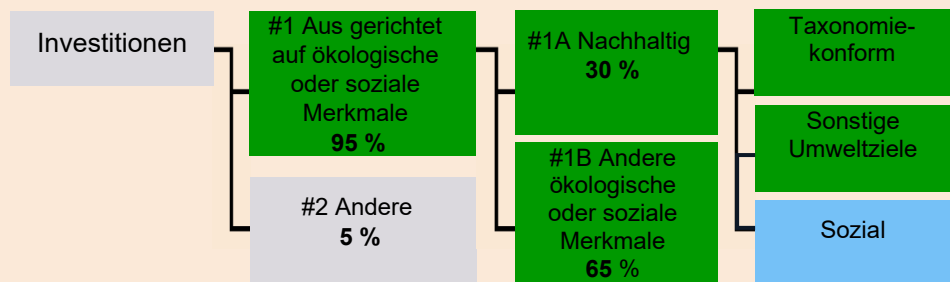 Investitionen
#1 Aus gerichtet
auf ökologische
oder soziale
Merkmale
95 %
#2 Andere
5 %
#1A Nachhaltig
30 %
#1B Andere
ökologische
oder soziale
Merkmale
65 %
Taxonomie-
konform
Sonstige
Umweltziele
Sozial